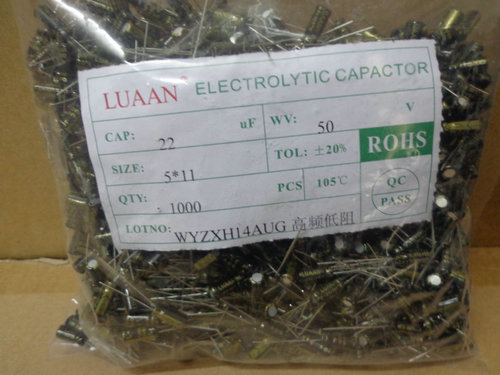 LUAAN® ELECTROLYTIC CAPACTOR
CAP: 22 uF WV: 50 V
SIZE: 5*11 TOL: ±20% ROHS
QTY: 1000 PCS 105℃ QC PASS
LOTNO: WYZXH14AUG 高频低阻